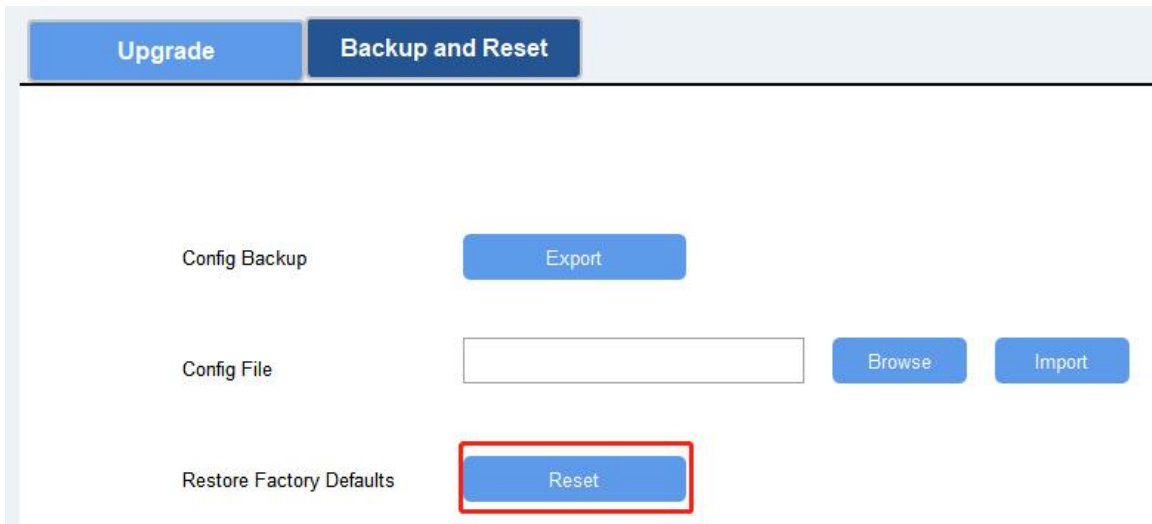 Upgrade Backup and Reset
Config Backup Export
Config File Browse Import
Restore Factory Defaults Reset